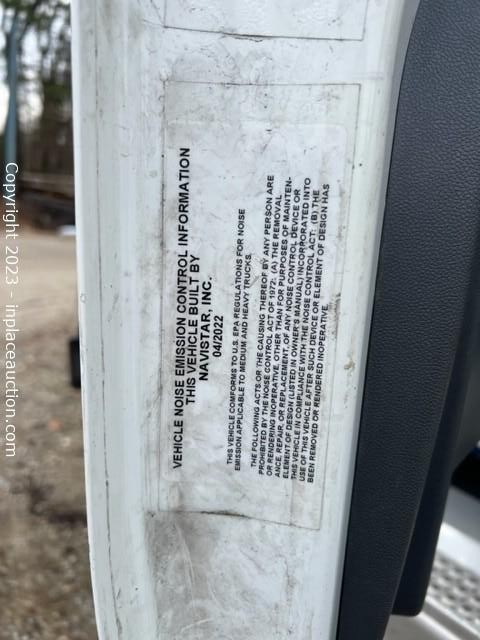 VEHICLE NOISE EMISSION CONTROL INFORMATION
THIS VEHICLE BUILT BY
NAVISTAR, INC.
04/2022
THIS VEHICLE COMFORNS TO U.S. EPA REGULATIONS FOR NOISE
EMISSION APPLICABLE TO MEDIUM AND HEAVY TRUCKS.
THE FOLLOWING ACTS OR THE CAUSING THEREOF BY ANY PERSON ARE
PROHIBITED BY THE NOISE CONTROL ACT OF 1972: (A) THE REMOVAL
OR RENDERING INOPERATIVE, OTHER THAN FOR PURPOSES OF MAINTEN-
ANCE, REPAIR, OR REPLACEMENT, OF ANY NOISE CONTROL DEVICE OR
ELEMENT OF DESIGN (LISTED IN OWNER'S MANUAL) INCORPORATED INTO
THIS VEHICLE IN COMPLIANCE WITH THE NOISE CONTROL ACT; (B) THE
USE OF THIS VEHICLE AFTER SUCH DEVICE OR ELEMENT OF DESIGN HAS
BEEN REMOVED OR RENDERED INOPERATIVE.
Copyright 2023 - inplaceauction.com